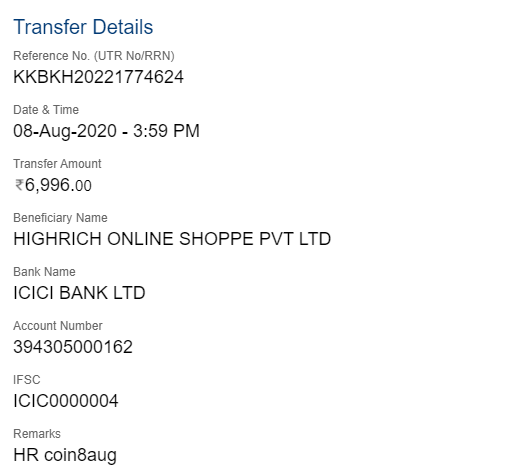 Transfer Details
Reference No. (UTR No/RRN)
KKBKH20221774624
Date & Time
08-Aug-2020 - 3:59 PM
Transfer Amount
₹6,996.00
Beneficiary Name
HIGHRICH ONLINE SHOPPE PVT LTD
Bank Name
ICICI BANK LTD
Account Number
394305000162
IFSC
ICIC0000004
Remarks
HR coin8aug